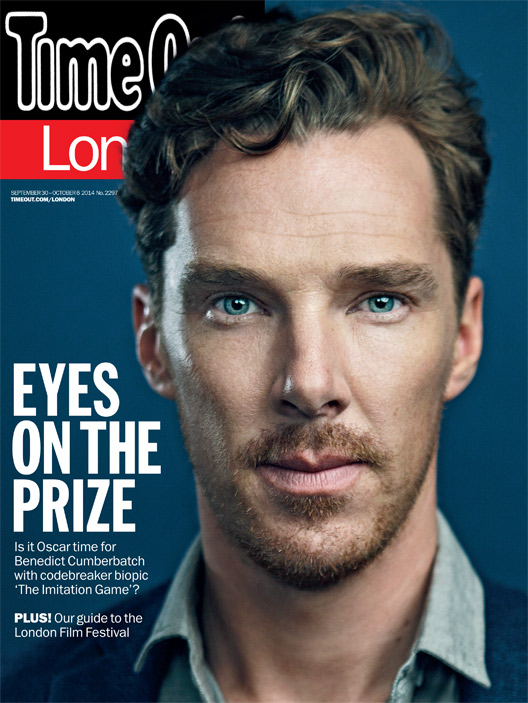 Time O
Lon
SEPTEMBER 30 – OCTOBER 6 2014 No. 2297
TIMEOUT.COM/LONDON
EYES
ON THE
PRIZE
Is it Oscar time for
Benedict Cumberbatch
with codebreaker biopic
‘The Imitation Game’?
PLUS! Our guide to the
London Film Festival